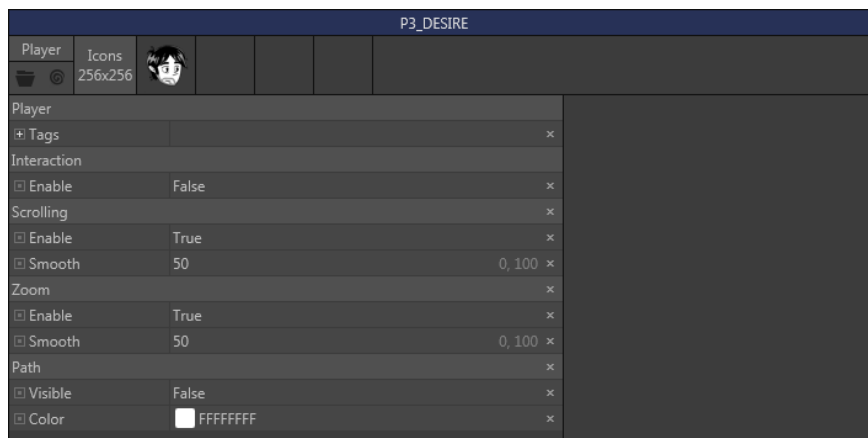 P3_DESIRE
Player
Icons
256x256
Player
Tags
Interaction
Enable False
Scrolling
Enable True
Smooth 50 0, 100
Zoom
Enable True
Smooth 50 0, 100
Path
Visible False
Color FFFFFFFF